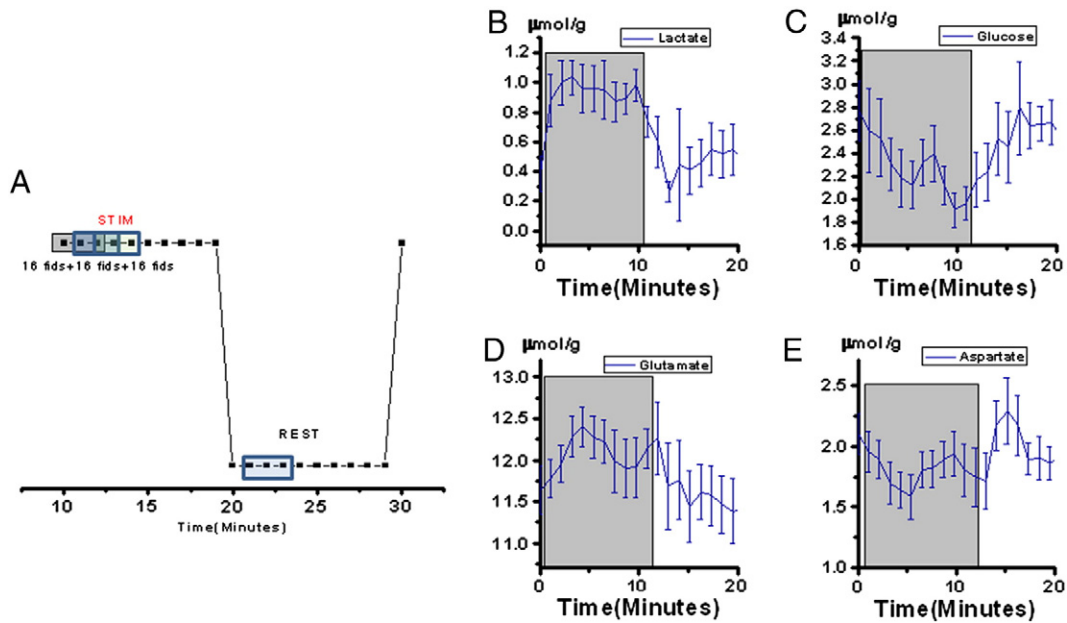 A
STIM
16 fids+16 fids+16 fids
REST
10 15 20 25 30
Time(Minutes)
B
μmol/g
Lactate
1.2
1.0
0.8
0.6
0.4
0.2
0.0
0 10 20
Time(Minutes)
C
μmol/g
Glucose
3.4
3.2
3.0
2.8
2.6
2.4
2.2
2.0
1.8
1.6
0 10 20
Time(Minutes)
D
μmol/g
Glutamate
13.0
12.5
12.0
11.5
11.0
0 10 20
Time(Minutes)
E
μmol/g
Aspartate
2.5
2.0
1.5
1.0
0 10 20
Time(Minutes)